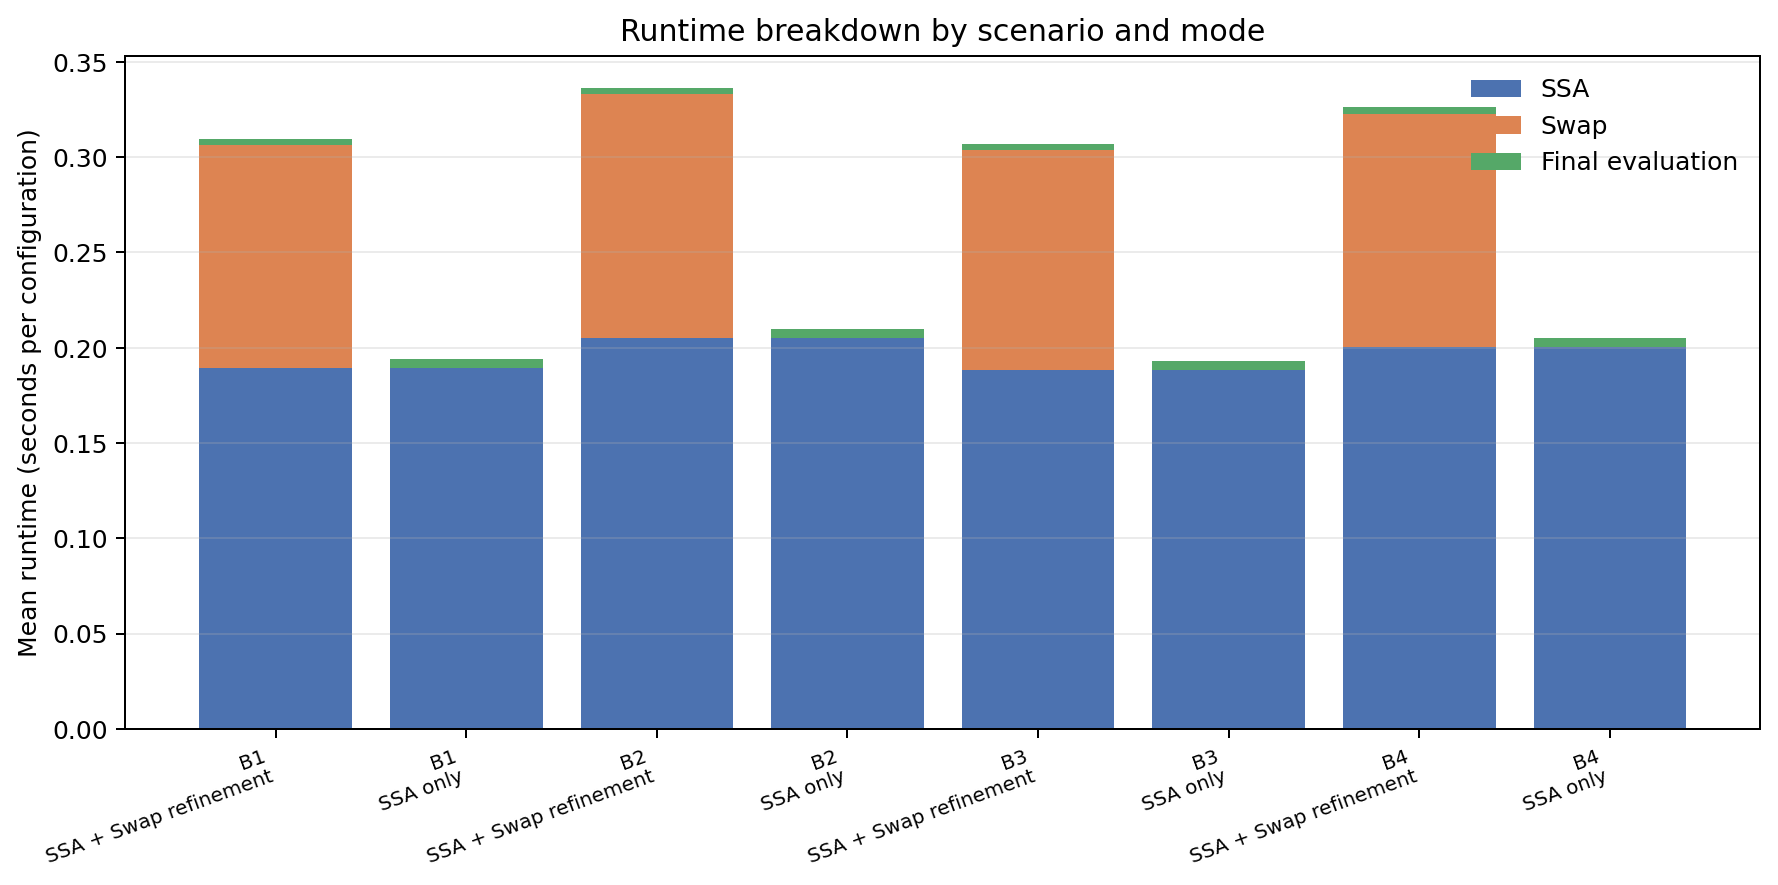 Runtime breakdown by scenario and mode
Mean runtime (seconds per configuration)
0.35
0.30
0.25
0.20
0.15
0.10
0.05
0.00
SSA
Swap
Final evaluation
B1
SSA + Swap refinement
B1
SSA only
B2
SSA + Swap refinement
B2
SSA only
B3
SSA + Swap refinement
B3
SSA only
B4
SSA + Swap refinement
B4
SSA only